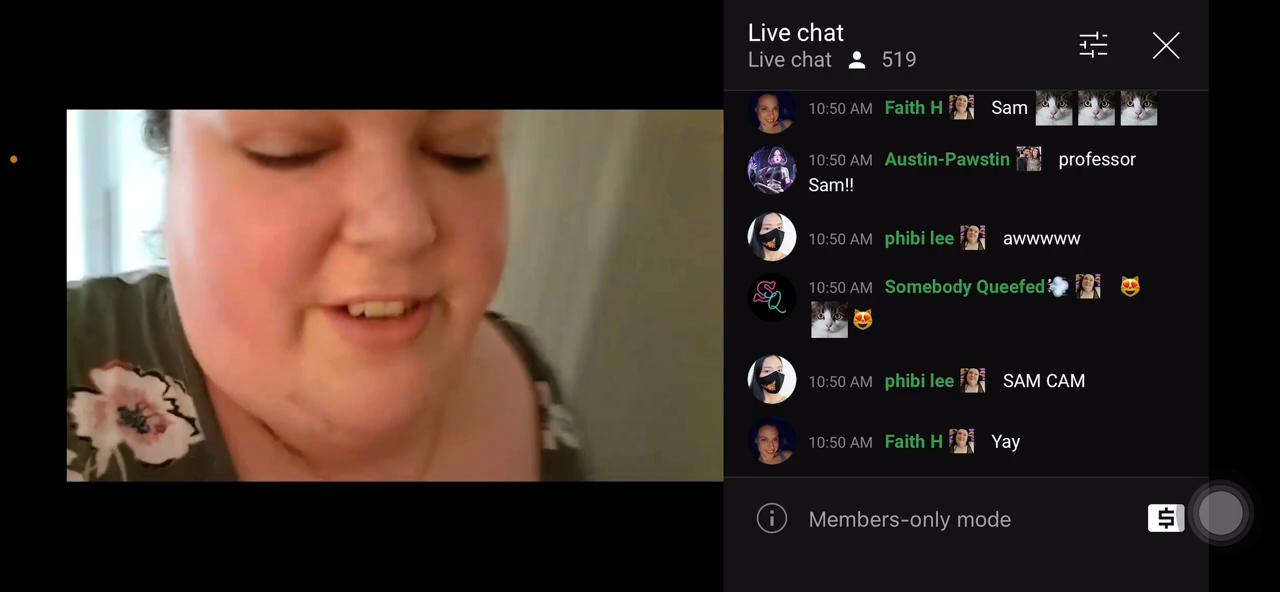 Live chat
Live chat 519
10:50 AM Faith H Sam
10:50 AM Austin-Pawstin professor
Sam!!
10:50 AM phibi lee awwwww
10:50 AM Somebody Queefed
10:50 AM phibi lee SAM CAM
10:50 AM Faith H Yay
Members-only mode